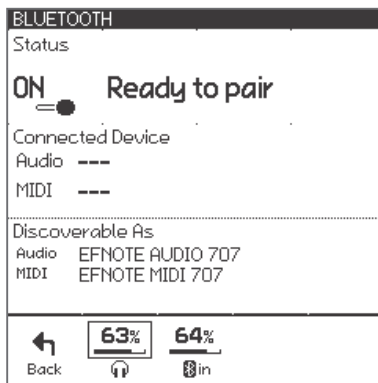 BLUETOOTH
Status
ON Ready to pair
Connected Device
Audio ---
MIDI ---
Discoverable As
Audio EFNOTE AUDIO 707
MIDI EFNOTE MIDI 707
63% 64%
Back in